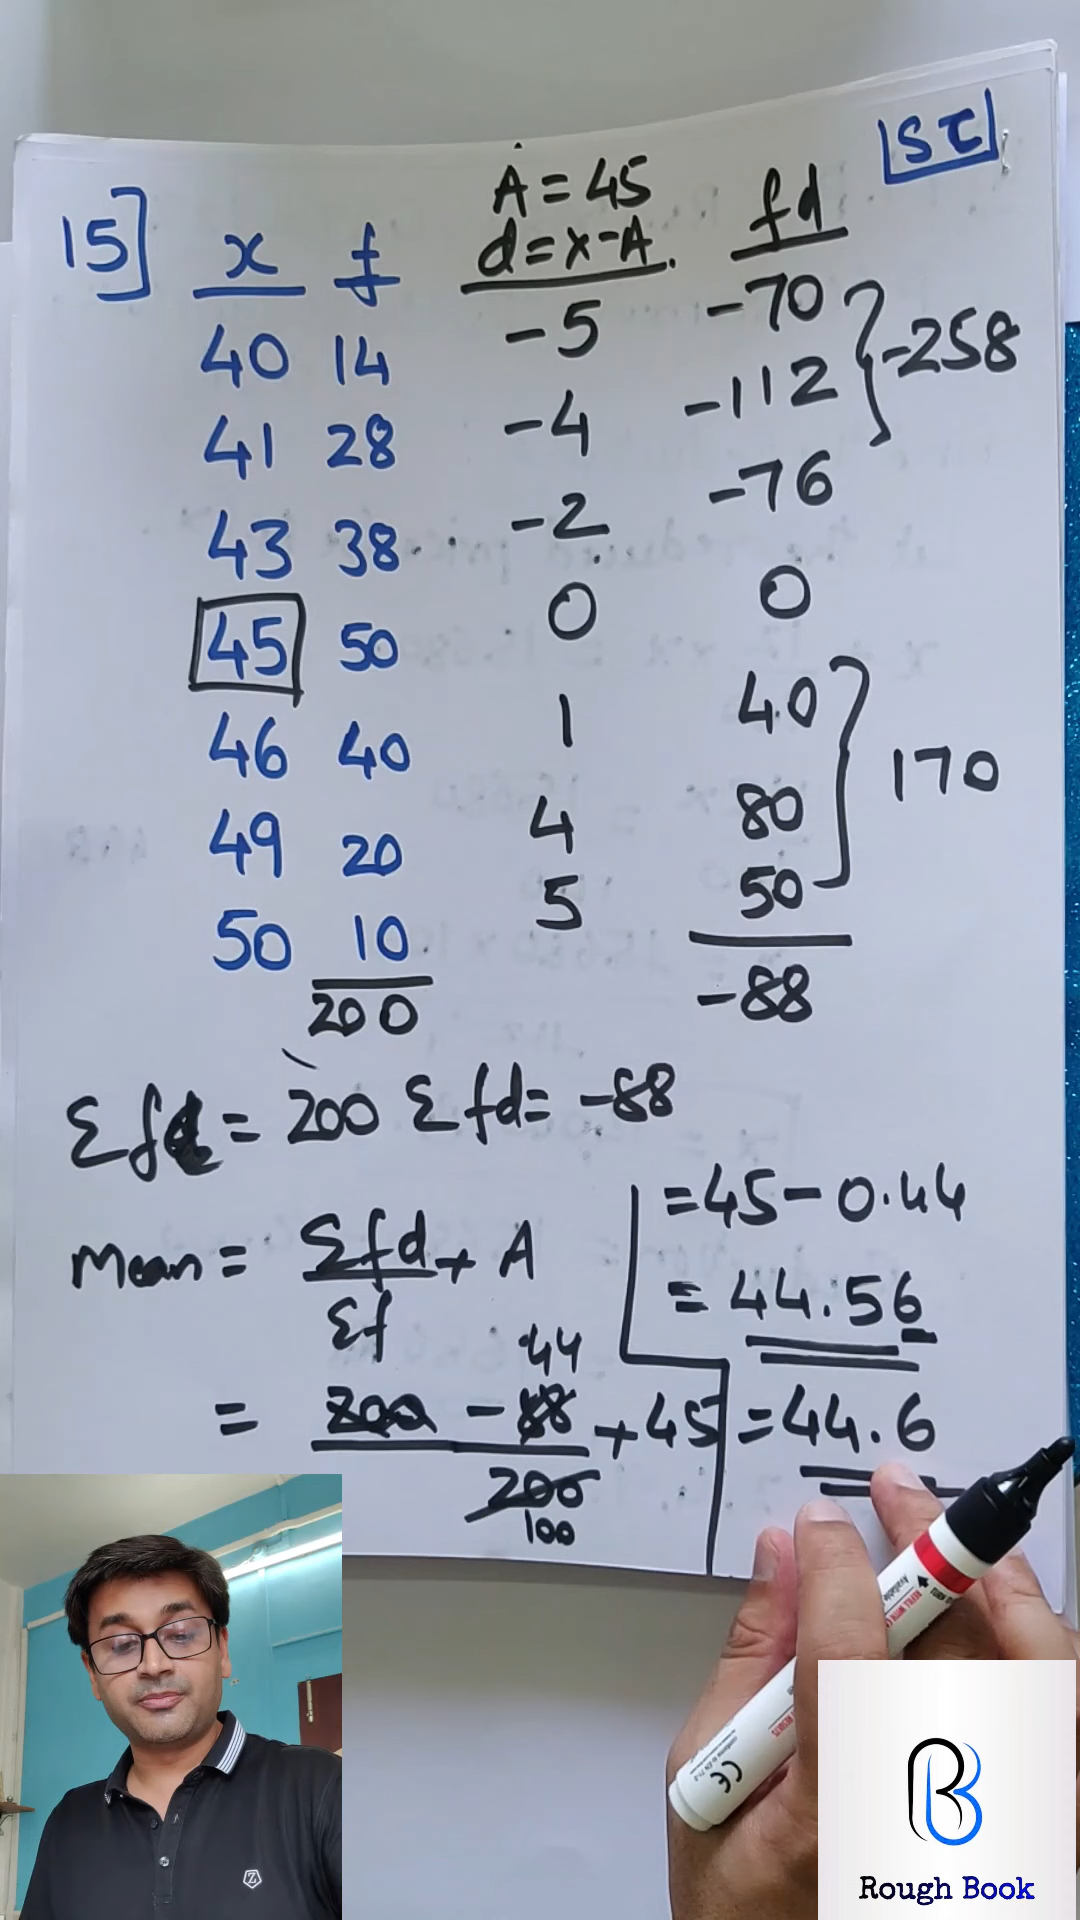 SI
15]
A = 45
x f d=x-A. fd
40 14 -5 -70
41 28 -4 -112
-258
43 38 -2 -76
45 50 0 0
46 40 1 40
170
49 20 4 80
50 10 5 50
200 -88
Σf = 200 Σfd= -88
Mean = Σfd/Σf + A
= 200 -88/200 + 45
.44
100
=45-0.44
= 44.56
=44.6
CE
B
Rough Book